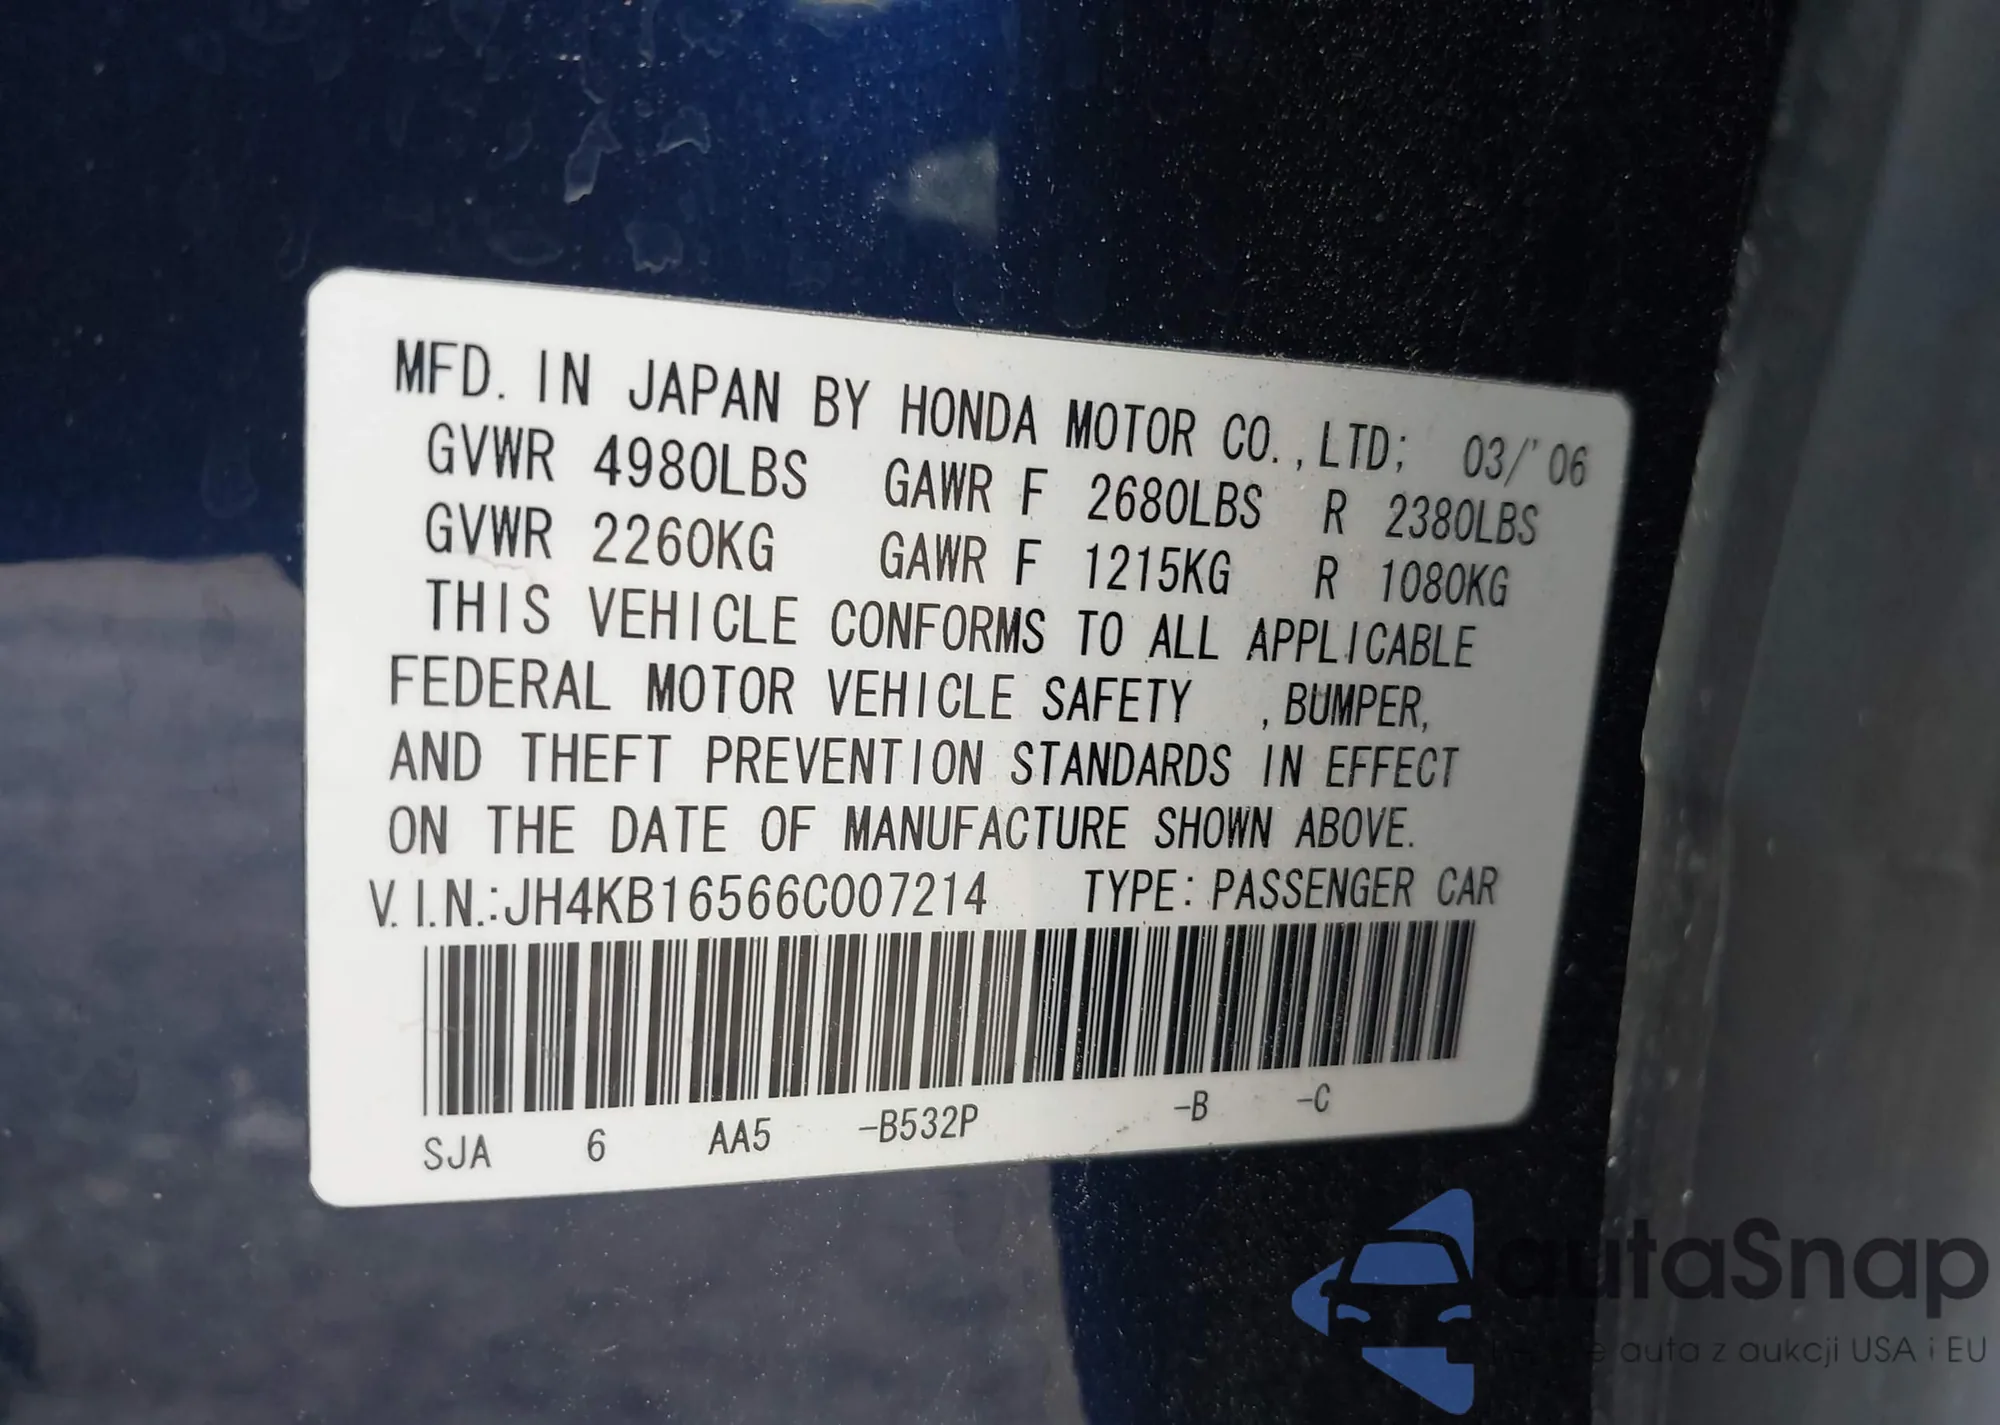 MFD. IN JAPAN BY HONDA MOTOR CO., LTD; 03/'06
GVWR 4980LBS GAWR F 2680LBS R 2380LBS
GVWR 2260KG GAWR F 1215KG R 1080KG
THIS VEHICLE CONFORMS TO ALL APPLICABLE
FEDERAL MOTOR VEHICLE SAFETY , BUMPER,
AND THEFT PREVENTION STANDARDS IN EFFECT
ON THE DATE OF MANUFACTURE SHOWN ABOVE.
V.I.N.:JH4KB16566C007214 TYPE: PASSENGER CAR
SJA 6 AA5 -B532P -B -C
autaSnap
auta z aukcji USA i EU